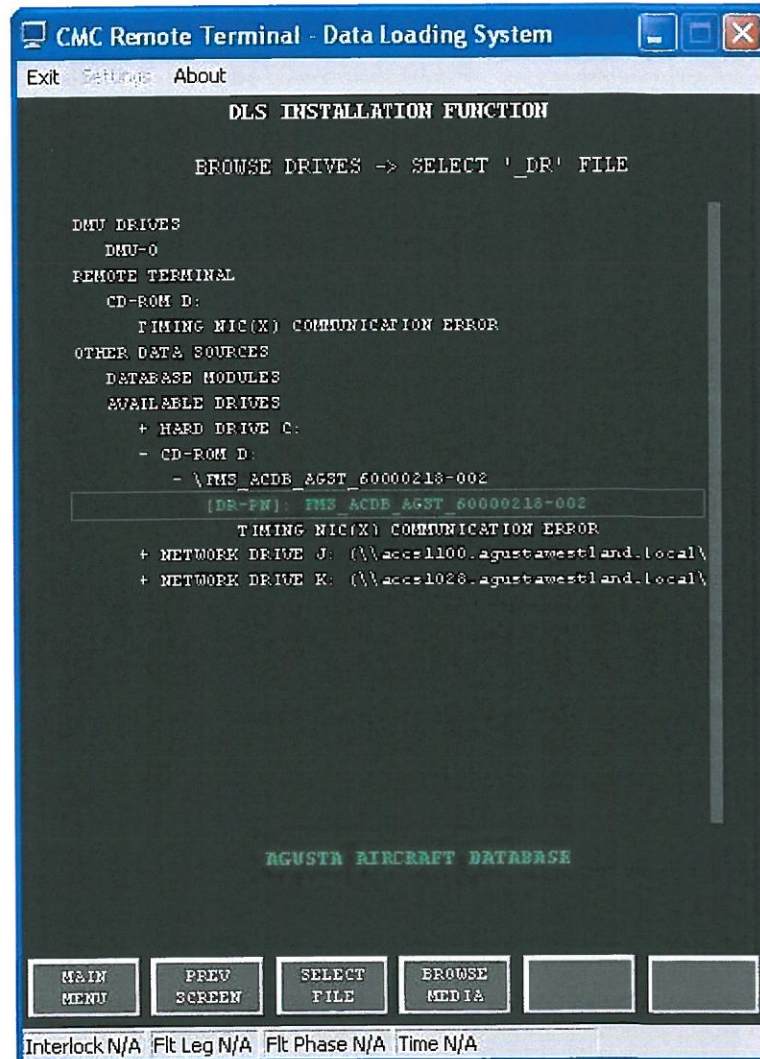 CMC Remote Terminal - Data Loading System
Exit Settings About
DLS INSTALLATION FUNCTION
BROWSE DRIVES -> SELECT '_DR' FILE
DMU DRIVES
DMU-0
REMOTE TERMINAL
CD-ROM D:
TIMING NIC(X) COMMUNICATION ERROR
OTHER DATA SOURCES
DATABASE MODULES
AVAILABLE DRIVES
+ HARD DRIVE C:
- CD-ROM D:
- \FMS_ACDB_AGST_60000218-002
[DR-PN]: FMS_ACDB_AGST_60000218-002
TIMING NIC(X) COMMUNICATION ERROR
+ NETWORK DRIVE J: (\\accs1100.agustawestland.local\
+ NETWORK DRIVE K: (\\accs1028.agustawestland.local\
AGUSTA AIRCRAFT DATABASE
MAIN MENU
PREV SCREEN
SELECT FILE
BROWSE MEDIA
Interlock N/A Flt Leg N/A Flt Phase N/A Time N/A